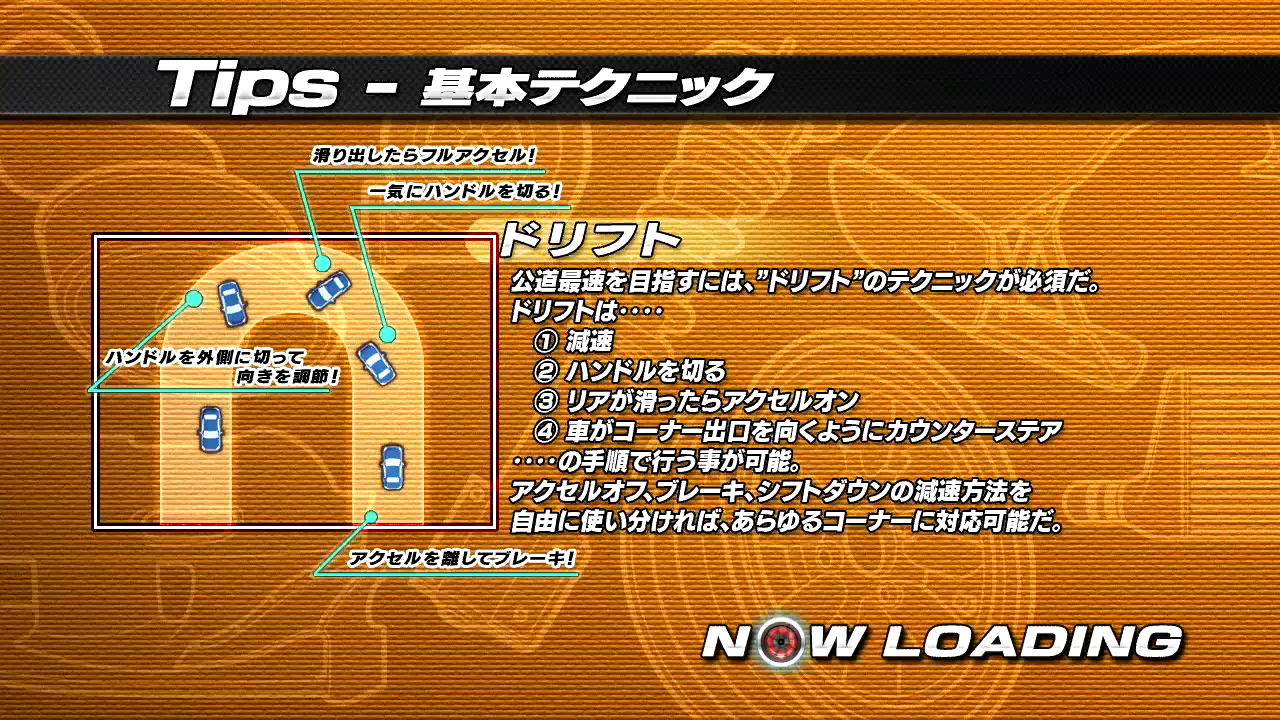 Tips - 基本テクニック
滑り出したらフルアクセル!
一気にハンドルを切る!
ハンドルを外側に切って
向きを調節!
アクセルを離してブレーキ!
ドリフト
公道最速を目指すには、”ドリフト”のテクニックが必須だ。
ドリフトは‥‥
① 減速
② ハンドルを切る
③ リアが滑ったらアクセルオン
④ 車がコーナー出口を向くようにカウンターステア
‥‥の手順で行う事が可能。
アクセルオフ、ブレーキ、シフトダウンの減速方法を
自由に使い分ければ、あらゆるコーナーに対応可能だ。
NOW LOADING